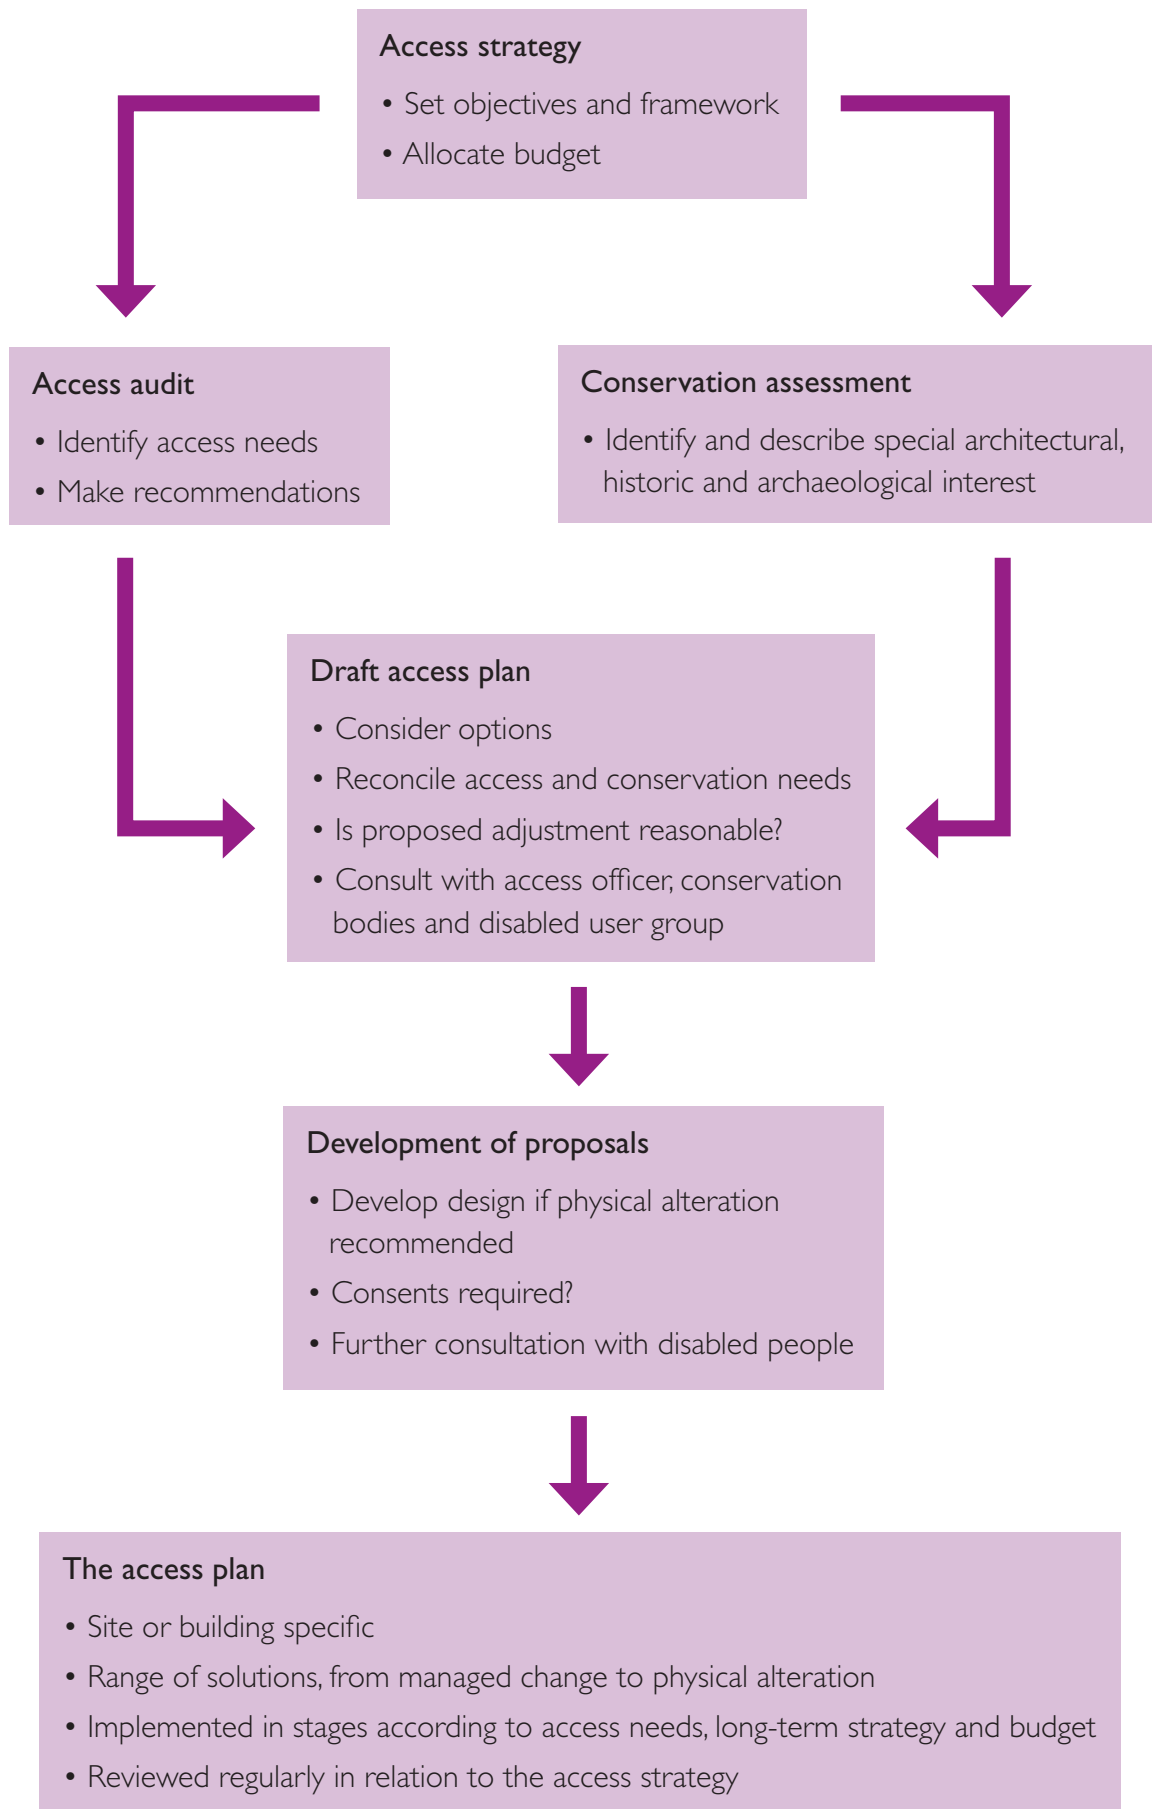 Access strategy
• Set objectives and framework
• Allocate budget
Access audit
• Identify access needs
• Make recommendations
Conservation assessment
• Identify and describe special architectural,
historic and archaeological interest
Draft access plan
• Consider options
• Reconcile access and conservation needs
• Is proposed adjustment reasonable?
• Consult with access officer, conservation
bodies and disabled user group
Development of proposals
• Develop design if physical alteration
recommended
• Consents required?
• Further consultation with disabled people
The access plan
• Site or building specific
• Range of solutions, from managed change to physical alteration
• Implemented in stages according to access needs, long-term strategy and budget
• Reviewed regularly in relation to the access strategy